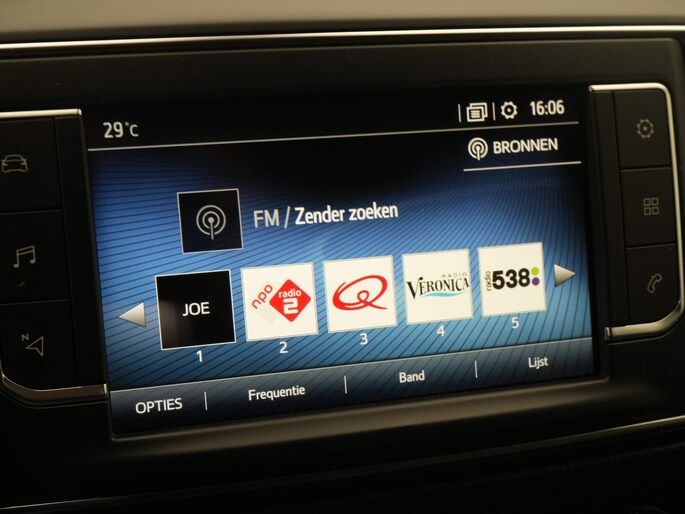 29°C 16:06
BRONNEN
FM / Zender zoeken
JOE
npo radio 2
Q
RADIO VERONICA
radio 538
1 2 3 4 5
OPTIES Frequentie Band Lijst
N